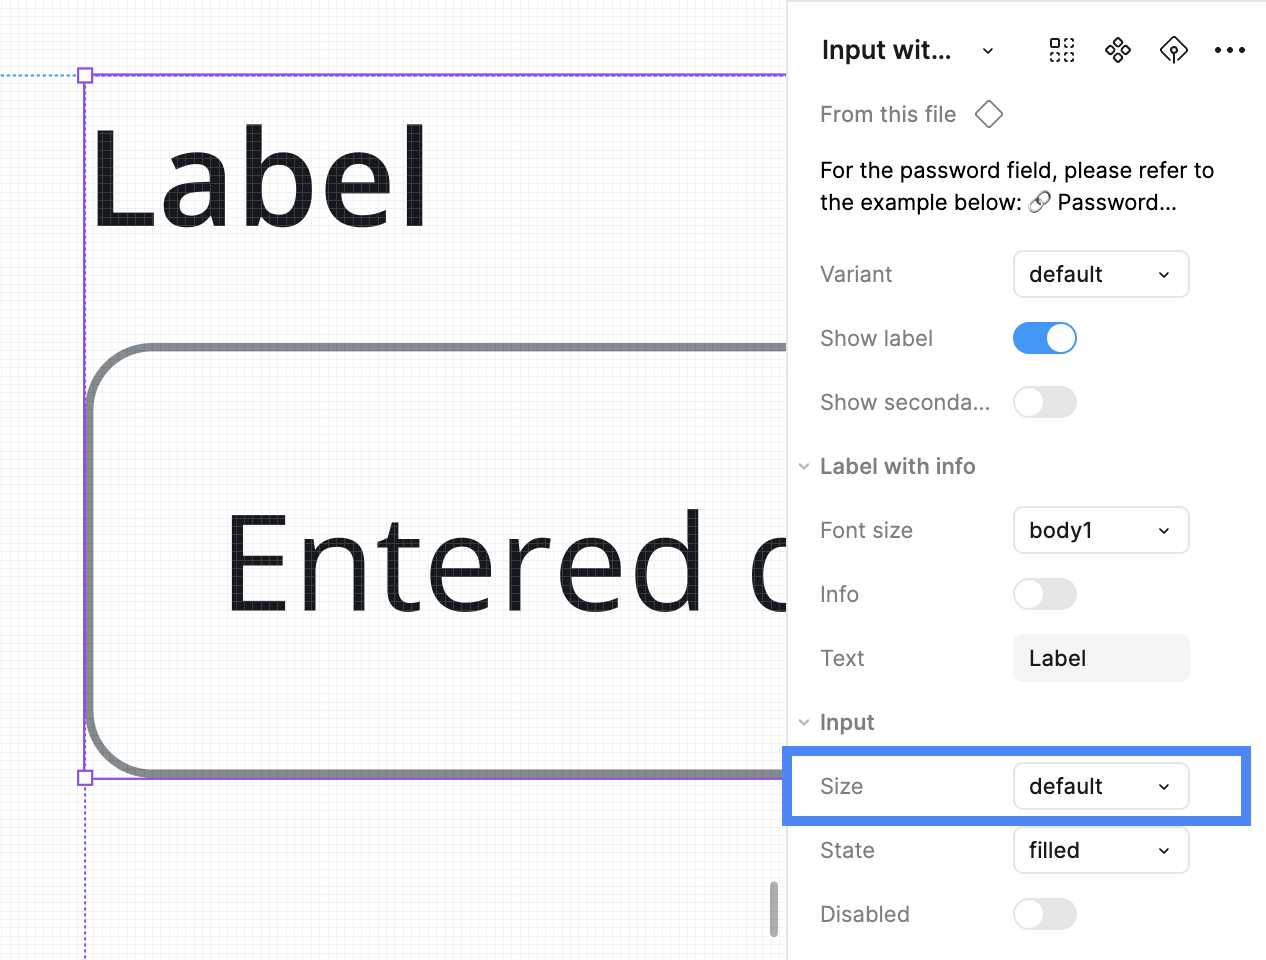 Label
Entered
Input wit...
From this file
For the password field, please refer to
the example below: 🔗 Password...
Variant default
Show label
Show seconda...
Label with info
Font size body1
Info
Text Label
Input
Size default
State filled
Disabled